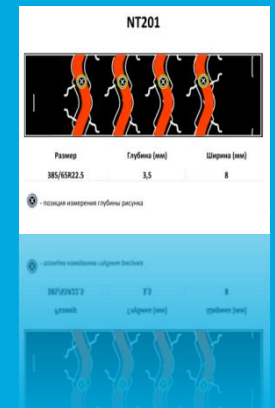 NT201
Размер Глубина (мм) Ширина (мм)
385/65R22.5 3,5 8
- позиция измерения глубины рисунка